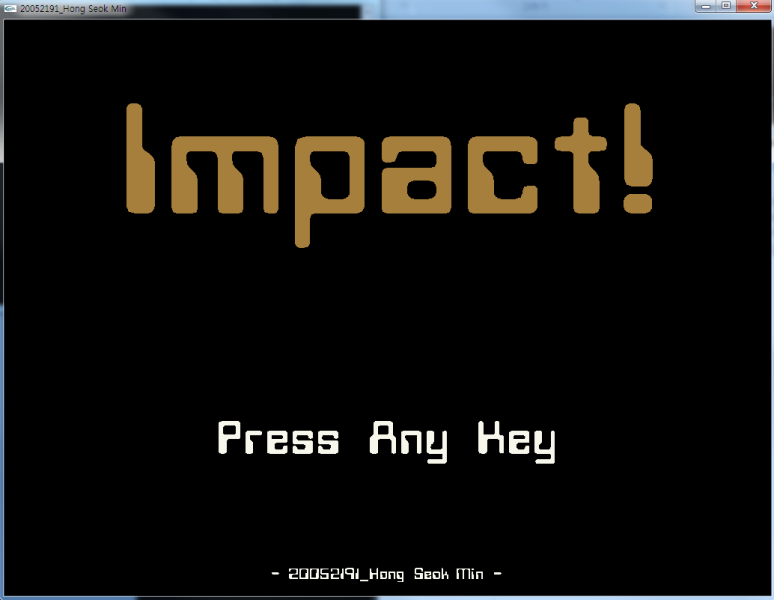 20052191_Hong Seok Min
Impact!
Press Any Key
- 20052191_Hong Seok Min -